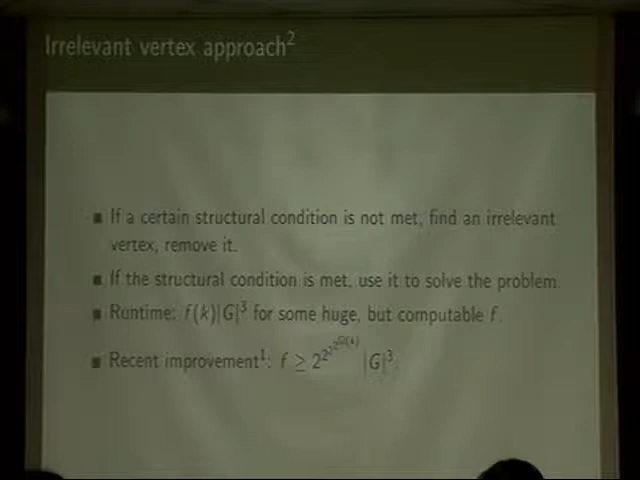 Irrelevant vertex approach²
If a certain structural condition is not met, find an irrelevant
vertex, remove it.
If the structural condition is met, use it to solve the problem.
Runtime: f(k)|G|³ for some huge, but computable f.
Recent improvement¹: f ≥ 2^2^2^2^Ω(k) |G|³.